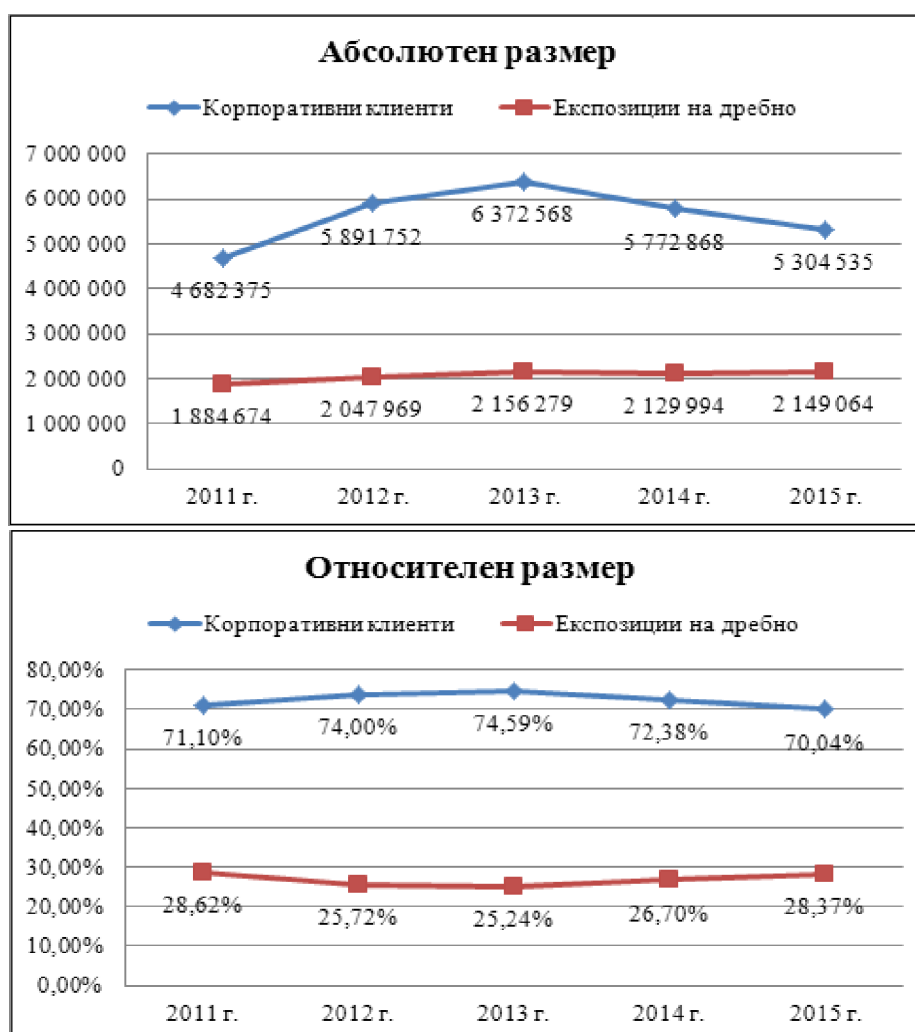 Абсолютен размер
Корпоративни клиенти Експозиции на дребно
7 000 000
6 000 000
5 000 000
4 000 000
3 000 000
2 000 000
1 000 000
0
4 682 375 5 891 752 6 372 568 5 772 868 5 304 535
1 884 674 2 047 969 2 156 279 2 129 994 2 149 064
2011 г. 2012 г. 2013 г. 2014 г. 2015 г.
Относителен размер
Корпоративни клиенти Експозиции на дребно
80,00%
70,00%
60,00%
50,00%
40,00%
30,00%
20,00%
10,00%
0,00%
71,10% 74,00% 74,59% 72,38% 70,04%
28,62% 25,72% 25,24% 26,70% 28,37%
2011 г. 2012 г. 2013 г. 2014 г. 2015 г.